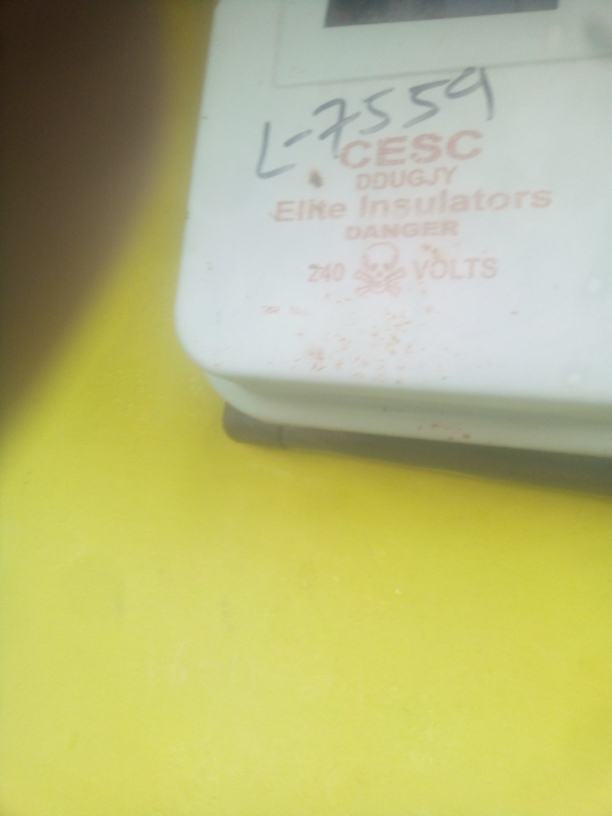 L-7559
CESC
DDUGJY
Elite Insulators
DANGER
240 VOLTS